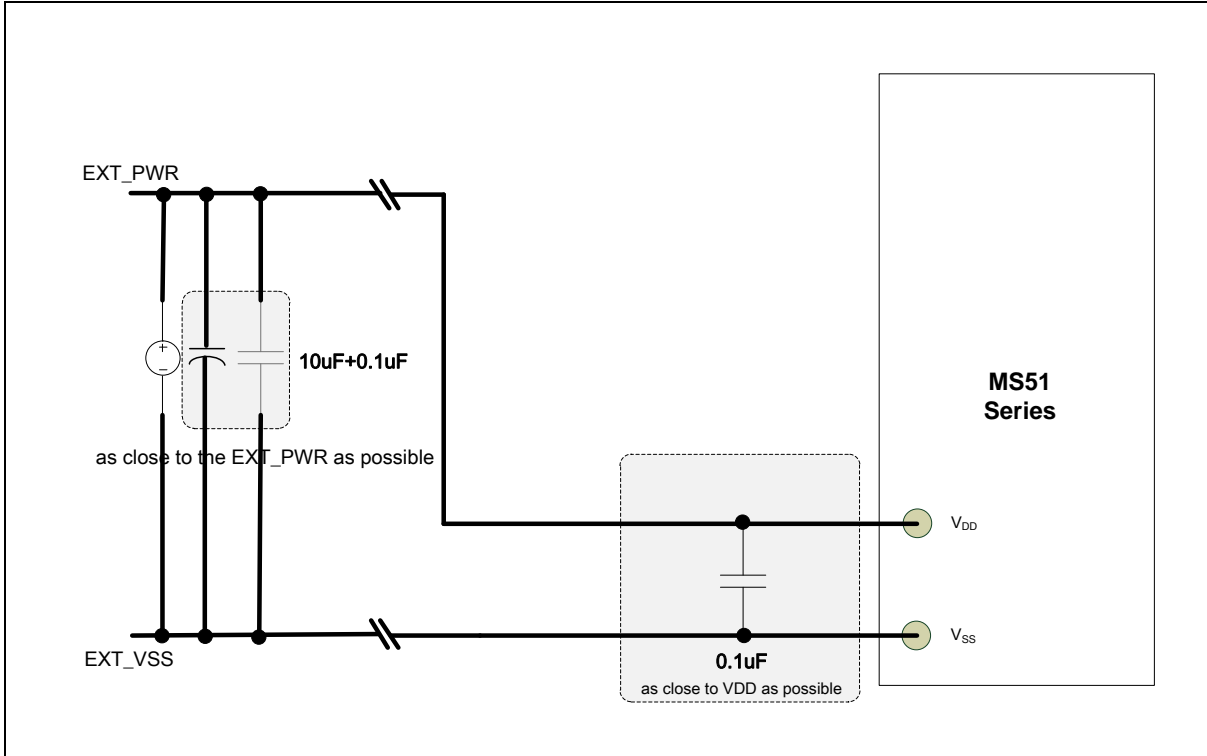 EXT_PWR
+
–
10uF+0.1uF
as close to the EXT_PWR as possible
MS51
Series
VDD
VSS
EXT_VSS
0.1uF
as close to VDD as possible